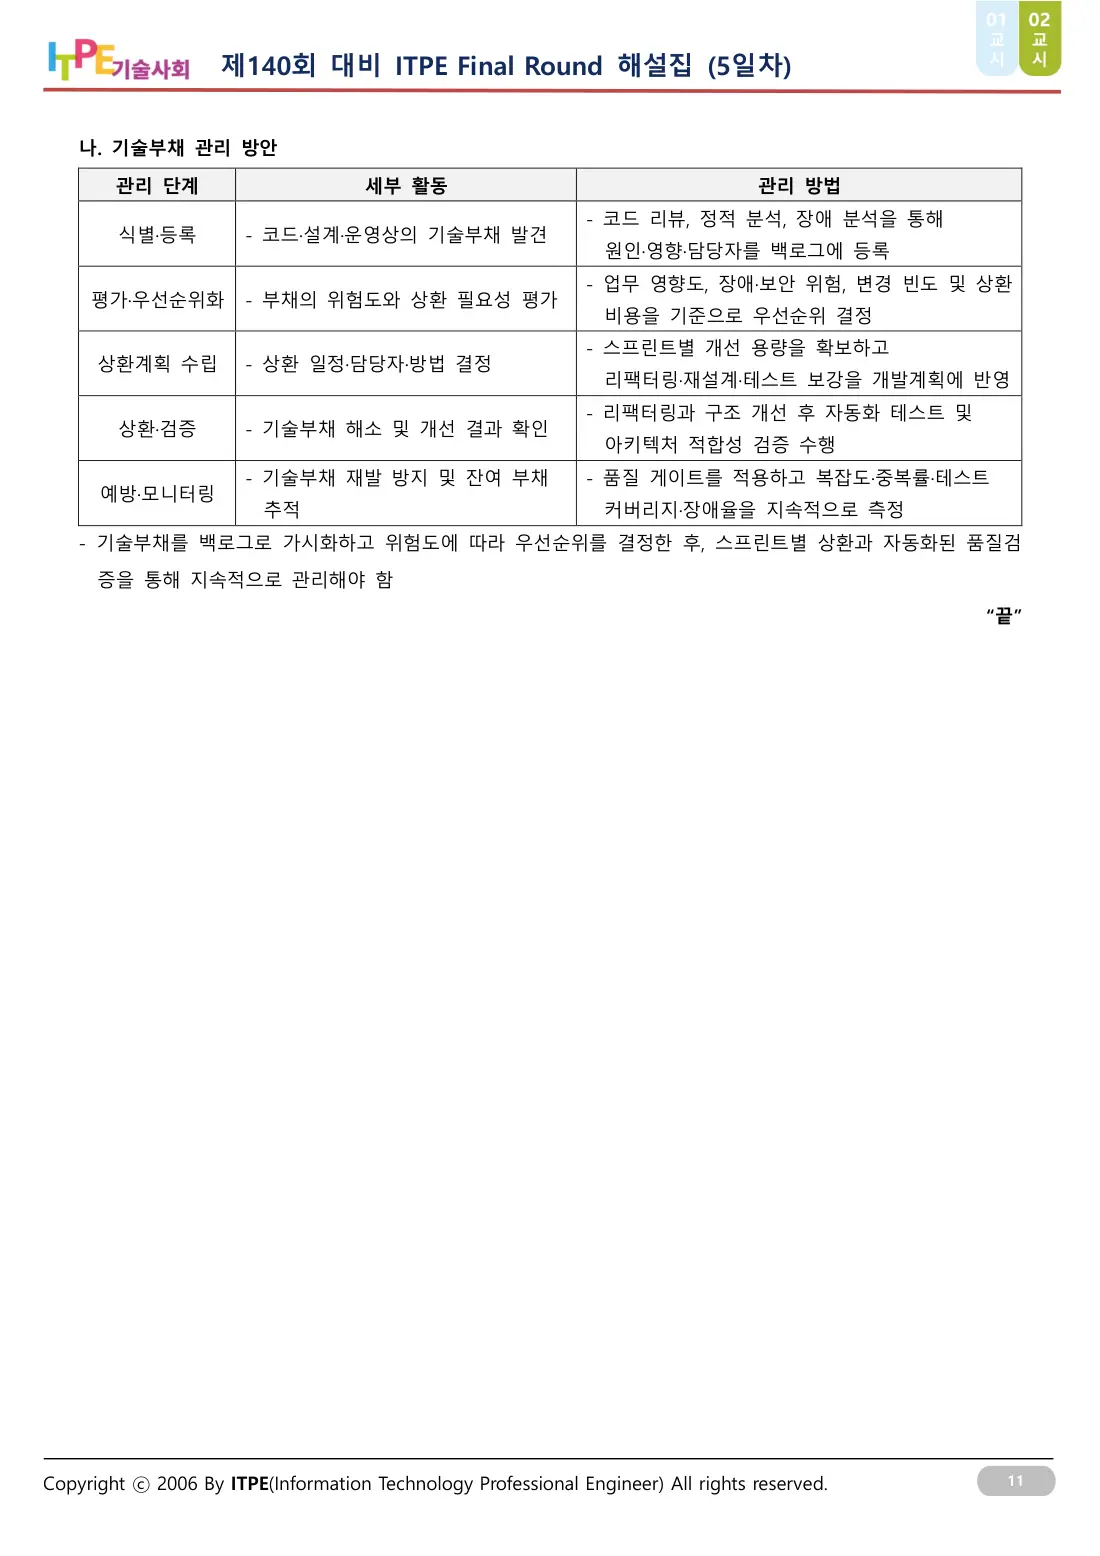 ITPE기술사회 제140회 대비 ITPE Final Round 해설집 (5일차)
01 교시
02 교시
나. 기술부채 관리 방안
관리 단계 세부 활동 관리 방법
식별·등록
- 코드·설계·운영상의 기술부채 발견
- 코드 리뷰, 정적 분석, 장애 분석을 통해
원인·영향·담당자를 백로그에 등록
평가·우선순위화
- 부채의 위험도와 상환 필요성 평가
- 업무 영향도, 장애·보안 위험, 변경 빈도 및 상환
비용을 기준으로 우선순위 결정
상환계획 수립
- 상환 일정·담당자·방법 결정
- 스프린트별 개선 용량을 확보하고
리팩터링·재설계·테스트 보강을 개발계획에 반영
상환·검증
- 기술부채 해소 및 개선 결과 확인
- 리팩터링과 구조 개선 후 자동화 테스트 및
아키텍처 적합성 검증 수행
예방·모니터링
- 기술부채 재발 방지 및 잔여 부채
추적
- 품질 게이트를 적용하고 복잡도·중복률·테스트
커버리지·장애율을 지속적으로 측정
- 기술부채를 백로그로 가시화하고 위험도에 따라 우선순위를 결정한 후, 스프린트별 상환과 자동화된 품질검
증을 통해 지속적으로 관리해야 함
“끝”
Copyright ⓒ 2006 By ITPE(Information Technology Professional Engineer) All rights reserved.
11